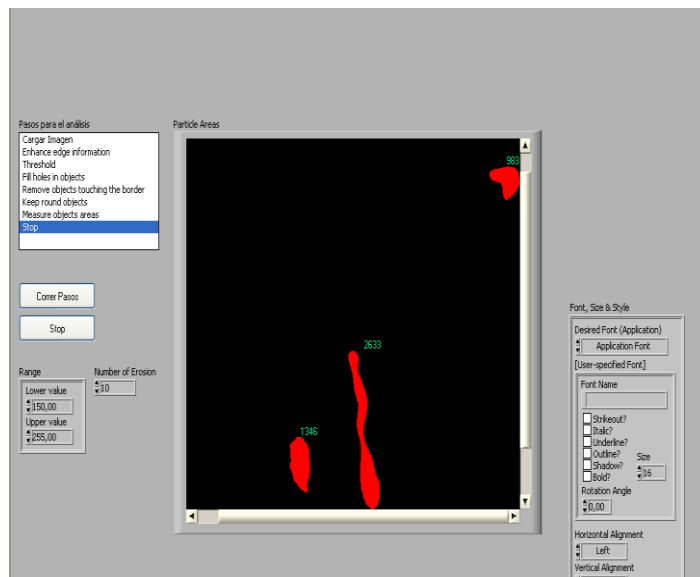 Pasos para el análisis
Cargar Imagen
Enhance edge information
Threshold
Fill holes in objects
Remove objects touching the border
Keep round objects
Measure objects areas
Stop
Correr Pasos
Stop
Range
Lower value
150,00
Upper value
255,00
Number of Erosion
10
Particle Areas
983
2633
1346
Font, Size & Style
Desired Font (Application)
Application Font
[User-specified Font]
Font Name
Strikeout?
Italic?
Underline?
Outline?
Shadow?
Bold?
Size
16
Rotation Angle
0,00
Horizontal Alignment
Left
Vertical Alignment